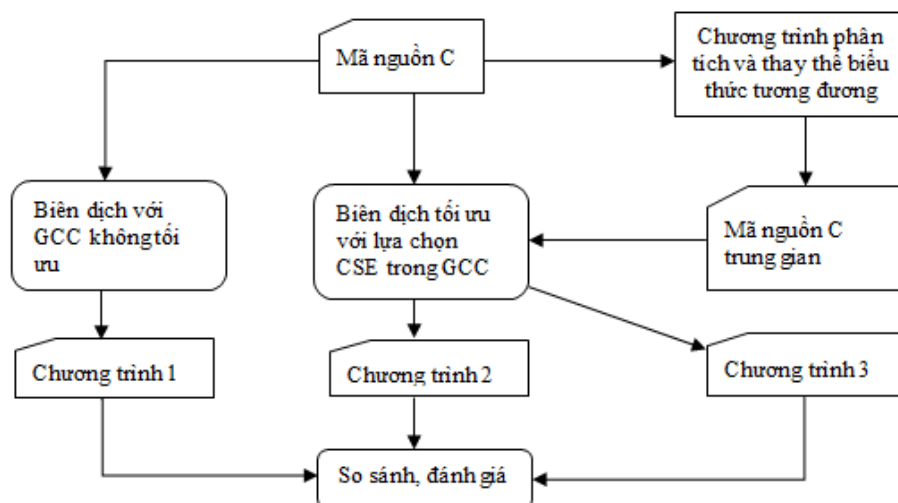 Mã nguồn C
Chương trình phân
tích và thay thế biểu
thức tương đương
Biên dịch với
GCC không tối
ưu
Biên dịch tối ưu
với lựa chọn
CSE trong GCC
Mã nguồn C
trung gian
Chương trình 1
Chương trình 2
Chương trình 3
So sánh, đánh giá